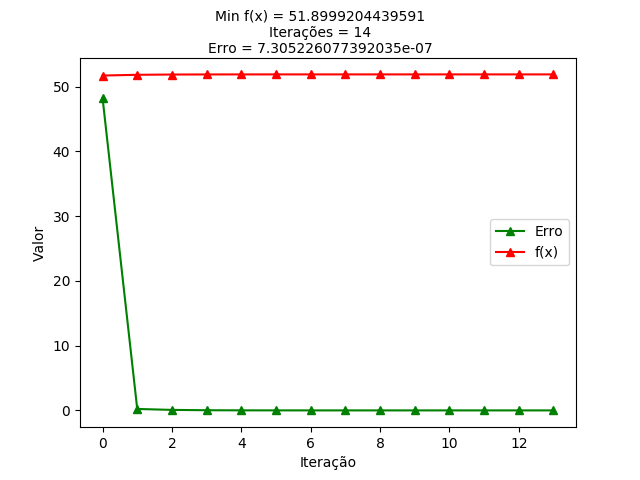 Min f(x) = 51.8999204439591
Iterações = 14
Erro = 7.305226077392035e-07
50
40
30
20
10
0
Valor
Erro
f(x)
0 2 4 6 8 10 12
Iteração